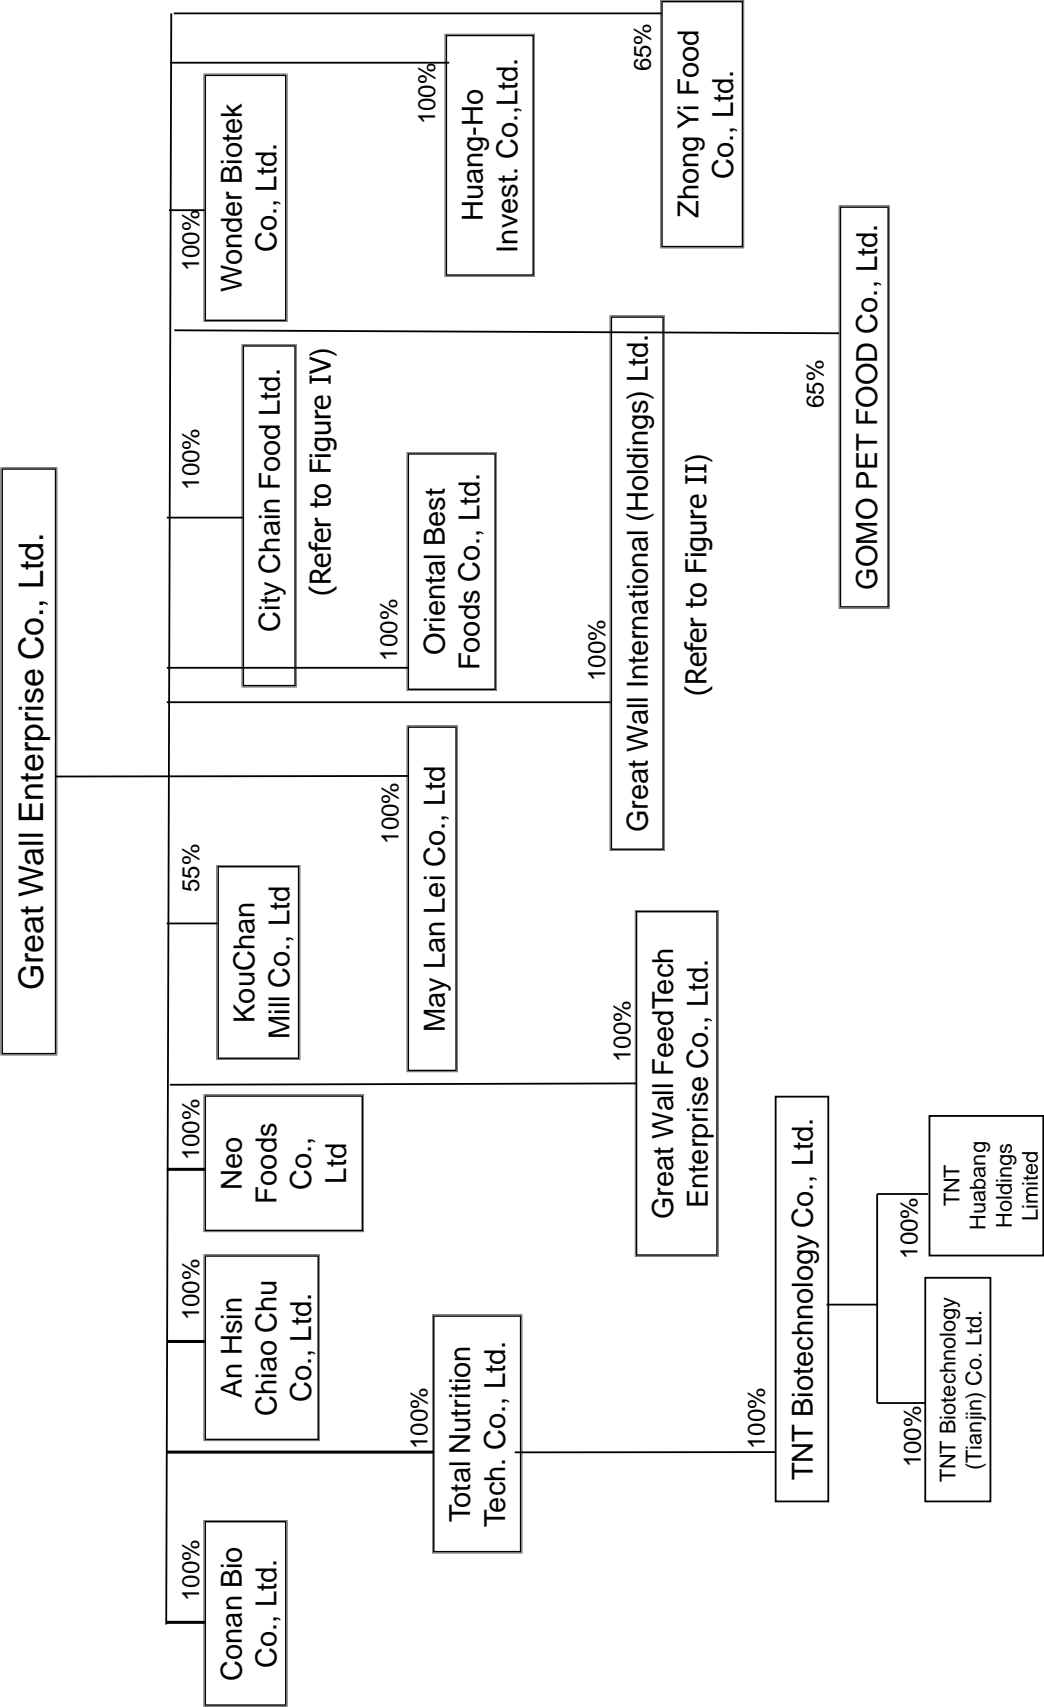 Great Wall Enterprise Co., Ltd.
100%
Conan Bio
Co., Ltd.
100%
An Hsin
Chiao Chu
Co., Ltd.
100%
Neo
Foods
Co.,
Ltd
55%
KouChan
Mill Co., Ltd
100%
City Chain Food Ltd.
(Refer to Figure IV)
100%
Wonder Biotek
Co., Ltd.
100%
Total Nutrition
Tech. Co., Ltd.
100%
May Lan Lei Co., Ltd
100%
Oriental Best
Foods Co., Ltd.
100%
Huang-Ho
Invest. Co.,Ltd.
100%
Great Wall FeedTech
Enterprise Co., Ltd.
100%
Great Wall International (Holdings) Ltd.
(Refer to Figure II)
65%
Zhong Yi Food
Co., Ltd.
100%
TNT Biotechnology Co., Ltd.
65%
GOMO PET FOOD Co., Ltd.
100%
TNT Biotechnology
(Tianjin) Co. Ltd.
100%
TNT
Huabang
Holdings
Limited